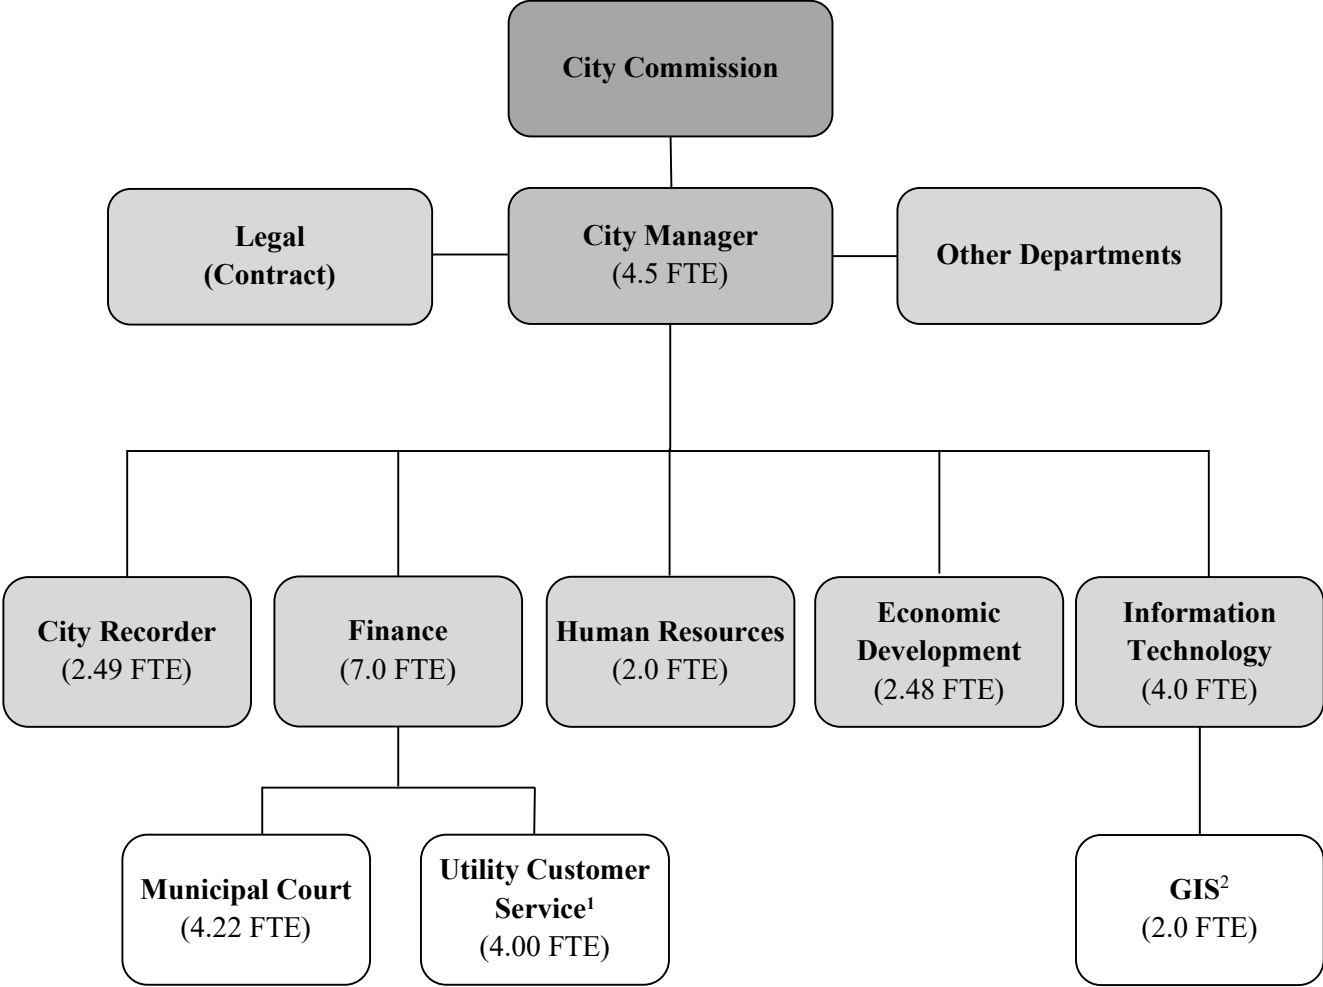 City Commission
Legal
(Contract)
City Manager
(4.5 FTE)
Other Departments
City Recorder
(2.49 FTE)
Finance
(7.0 FTE)
Human Resources
(2.0 FTE)
Economic
Development
(2.48 FTE)
Information
Technology
(4.0 FTE)
Municipal Court
(4.22 FTE)
Utility Customer
Service¹
(4.00 FTE)
GIS²
(2.0 FTE)